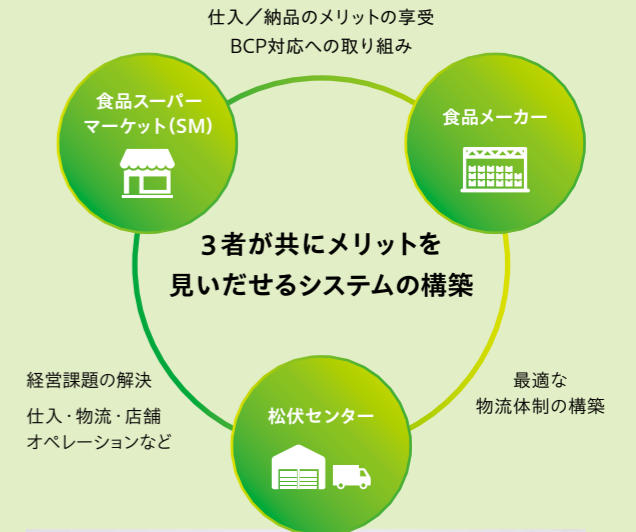 仕入／納品のメリットの享受
BCP対応への取り組み
食品スーパー
マーケット（SM）
食品メーカー
3者が共にメリットを
見いだせるシステムの構築
経営課題の解決
仕入・物流・店舗
オペレーションなど
最適な
物流体制の構築
松伏センター